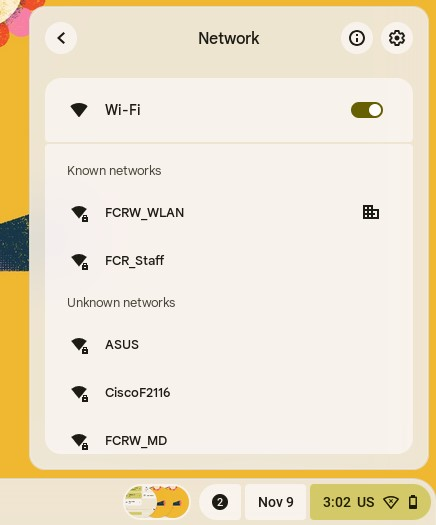 Network
Wi-Fi
Known networks
FCRW_WLAN
FCR_Staff
Unknown networks
ASUS
CiscoF2116
FCRW_MD
2
Nov 9
3:02 US